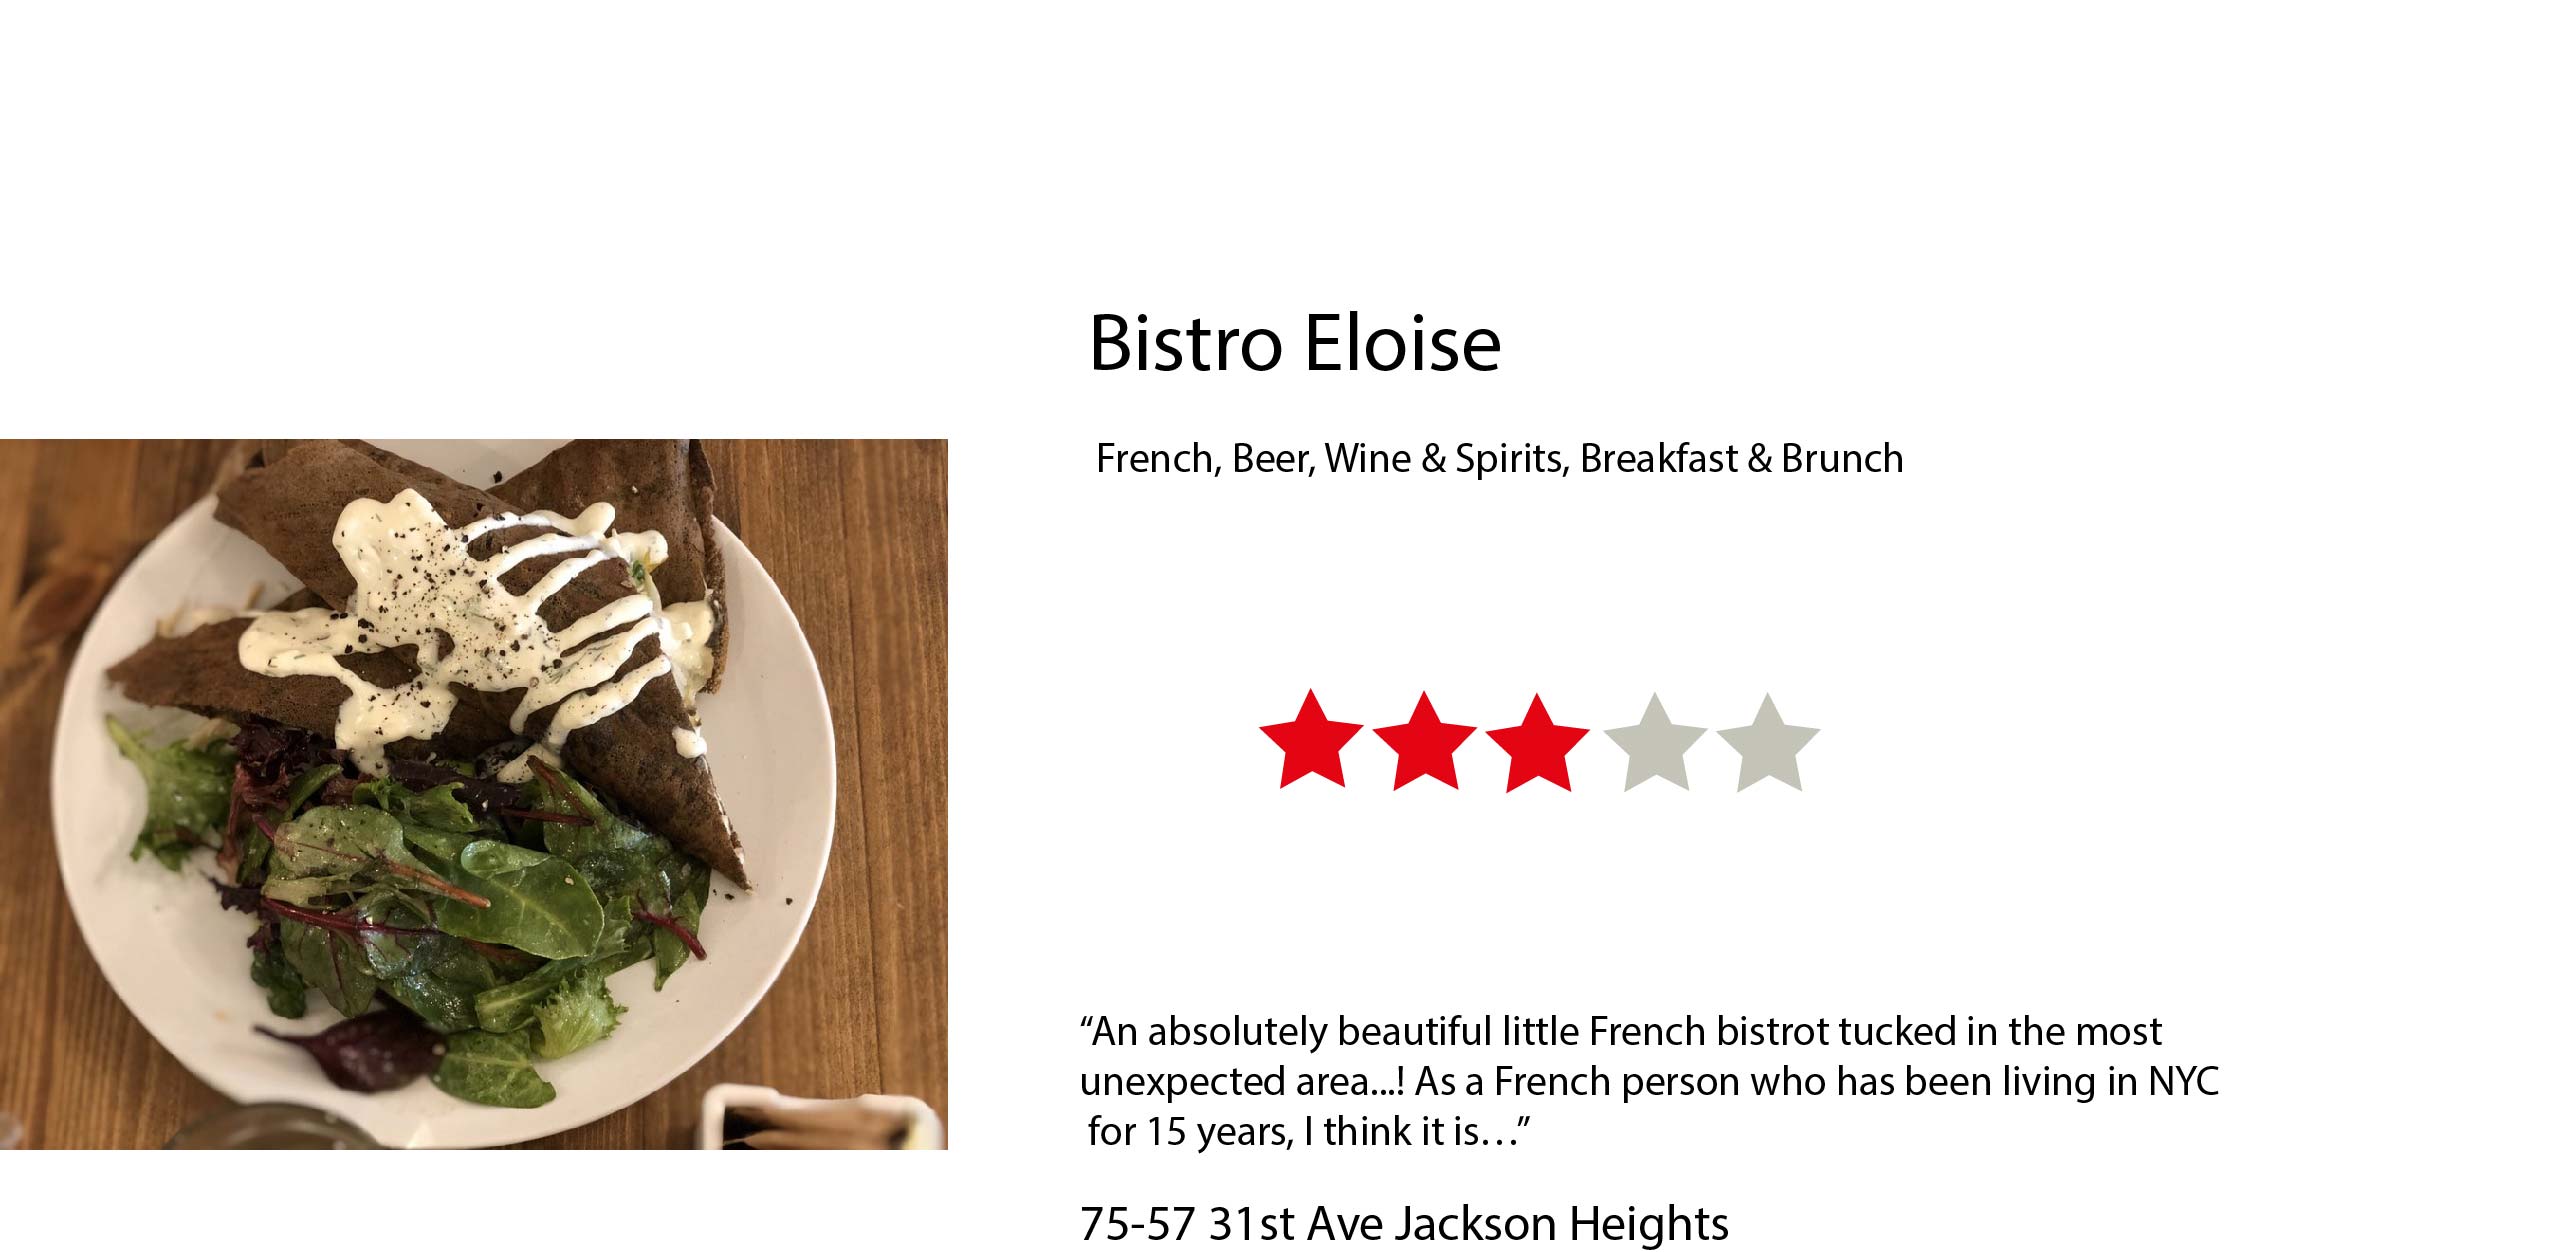 Bistro Eloise
French, Beer, Wine & Spirits, Breakfast & Brunch
“An absolutely beautiful little French bistrot tucked in the most
unexpected area...! As a French person who has been living in NYC
for 15 years, I think it is…”
75-57 31st Ave Jackson Heights